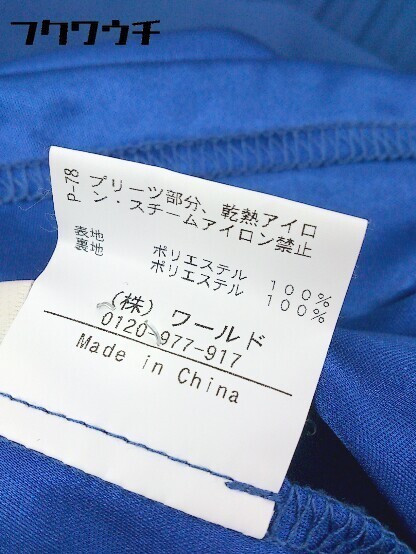 フクワウチ
P-78
プリーツ部分、乾熱アイロ
ン・スチームアイロン禁止
表地 ポリエステル 100%
裏地 ポリエステル 100%
(株) ワールド
0120-977-917
Made in China